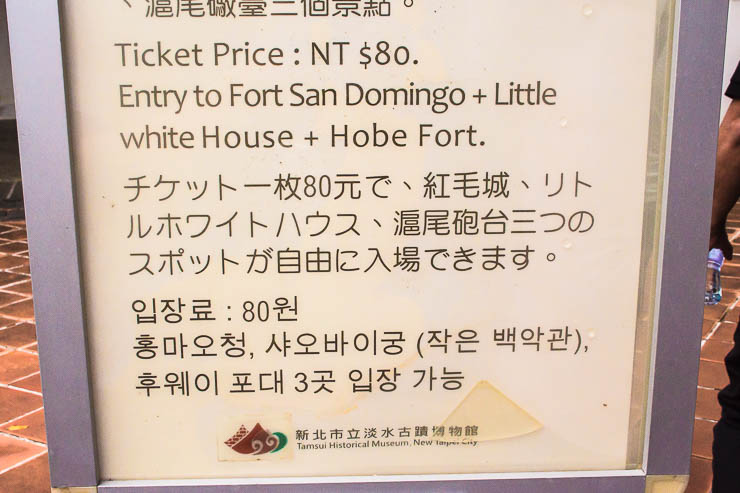 、滬尾礮臺三個景點。
Ticket Price : NT $80.
Entry to Fort San Domingo + Little
white House + Hobe Fort.
チケット一枚80元で、紅毛城、リト
ルホワイトハウス、滬尾砲台三つの
スポットが自由に入場できます。
입장료 : 80원
홍마오청, 샤오바이궁 (작은 백악관),
후웨이 포대 3곳 입장 가능
新北市立淡水古蹟博物館
Tamsui Historical Museum, New Taipei City